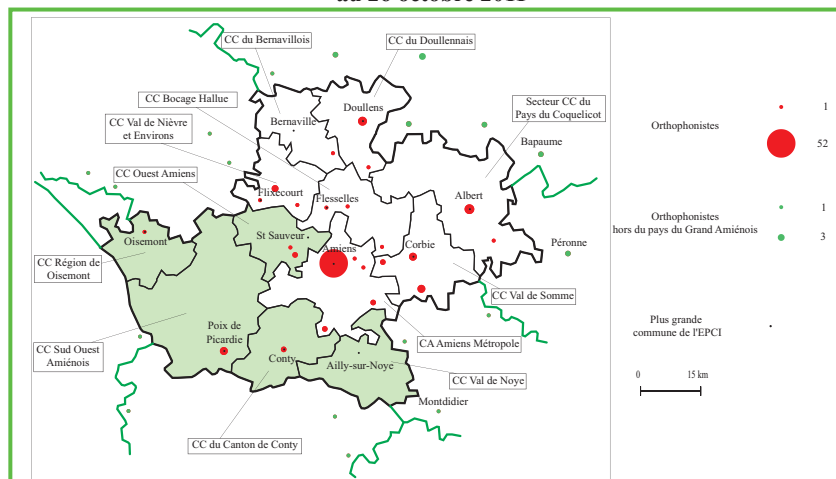 au 26 octobre 2011
CC du Bernavillois
CC du Doullennais
CC Bocage Hallue
Doullens
Secteur CC du
Pays du Coquelicot
Bernaville
CC Val de Nièvre
et Environs
Bapaume
CC Ouest Amiens
Flixecourt
Flesselles
Albert
Oisemont
St Sauveur
Amiens
Corbie
Péronne
CC Région de
Oisemont
CC Val de Somme
Poix de
Picardie
CA Amiens Métropole
CC Sud Ouest
Amiénois
Conty
Ailly-sur-Noye
CC Val de Noye
Montdidier
CC du Canton de Conty
Orthophonistes
1
52
Orthophonistes
hors du pays du Grand Amiénois
1
3
Plus grande
commune de l'EPCI
0
15 km